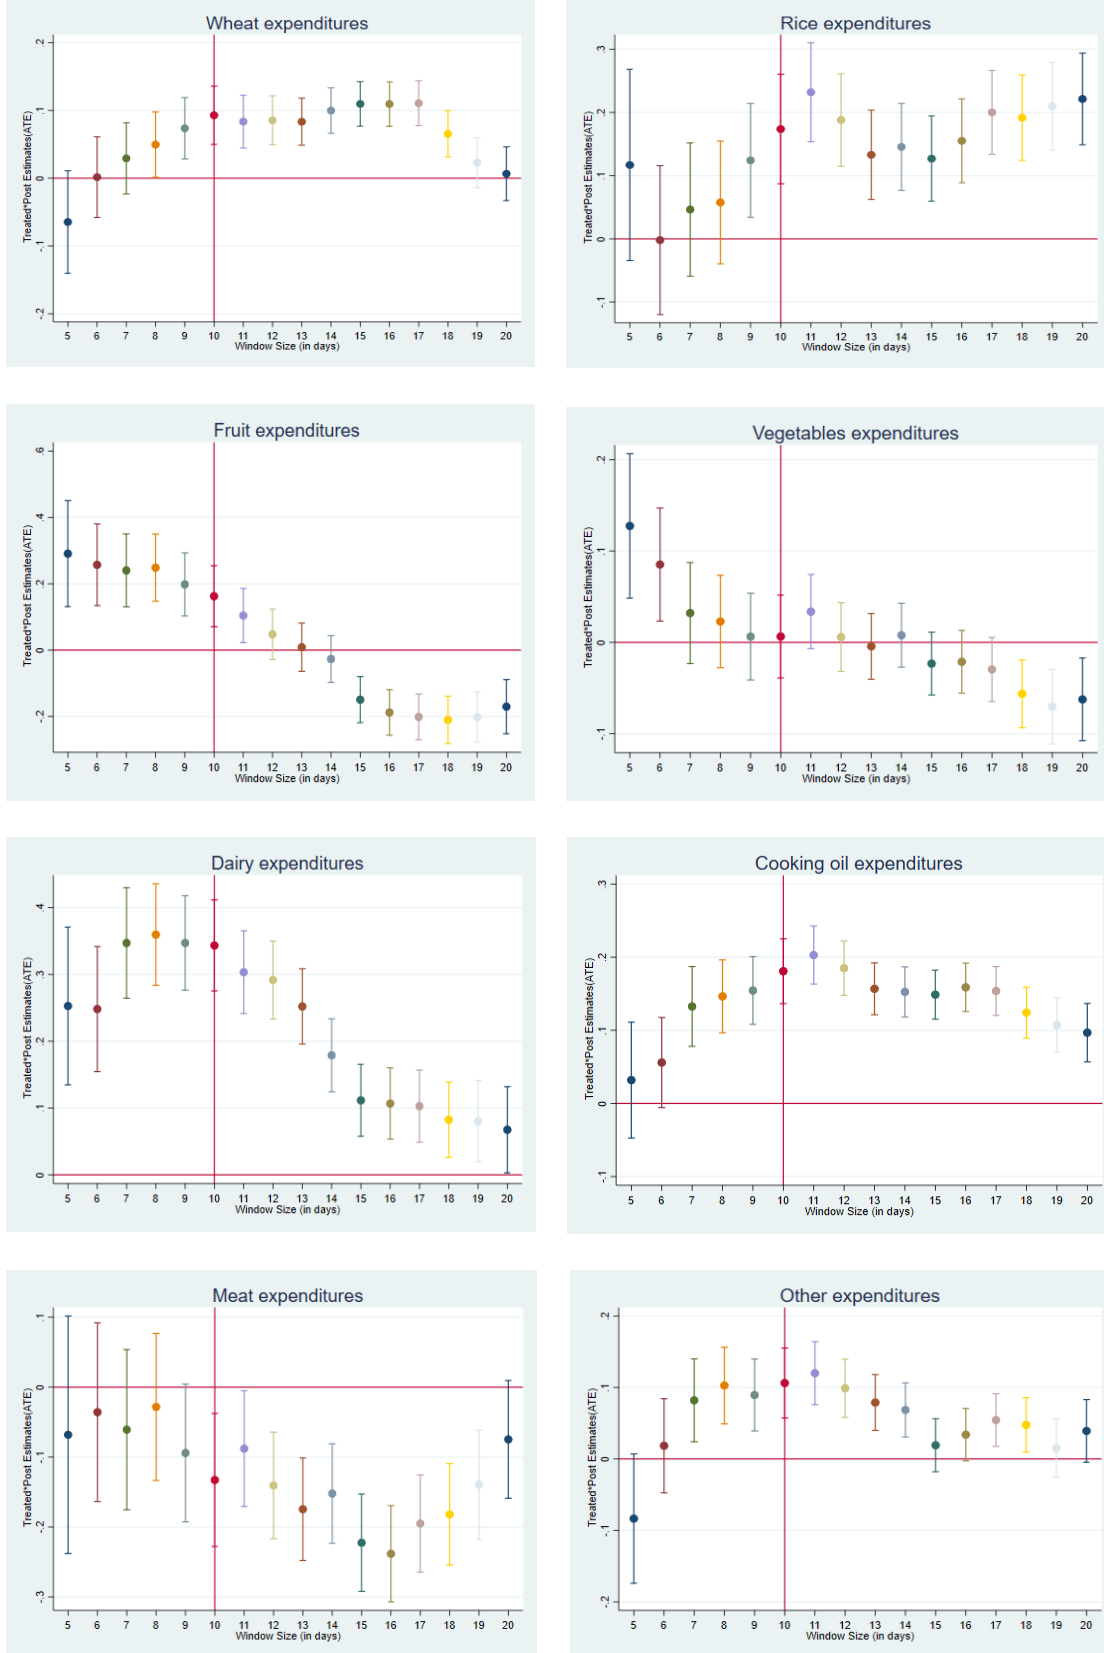 Wheat expenditures
Treated*Post Estimates(ATE)
.2
.1
0
-.1
-.2
5 6 7 8 9 10 11 12 13 14 15 16 17 18 19 20
Window Size (in days)
Rice expenditures
Treated*Post Estimates(ATE)
.3
.2
.1
0
-.1
5 6 7 8 9 10 11 12 13 14 15 16 17 18 19 20
Window Size (in days)
Fruit expenditures
Treated*Post Estimates(ATE)
.6
.4
.2
0
-.2
5 6 7 8 9 10 11 12 13 14 15 16 17 18 19 20
Window Size (in days)
Vegetables expenditures
Treated*Post Estimates(ATE)
.2
.1
0
-.1
5 6 7 8 9 10 11 12 13 14 15 16 17 18 19 20
Window Size (in days)
Dairy expenditures
Treated*Post Estimates(ATE)
.4
.3
.2
.1
0
5 6 7 8 9 10 11 12 13 14 15 16 17 18 19 20
Window Size (in days)
Cooking oil expenditures
Treated*Post Estimates(ATE)
.3
.2
.1
0
-.1
5 6 7 8 9 10 11 12 13 14 15 16 17 18 19 20
Window Size (in days)
Meat expenditures
Treated*Post Estimates(ATE)
.1
0
-.1
-.2
-.3
5 6 7 8 9 10 11 12 13 14 15 16 17 18 19 20
Window Size (in days)
Other expenditures
Treated*Post Estimates(ATE)
.2
.1
0
-.1
-.2
5 6 7 8 9 10 11 12 13 14 15 16 17 18 19 20
Window Size (in days)